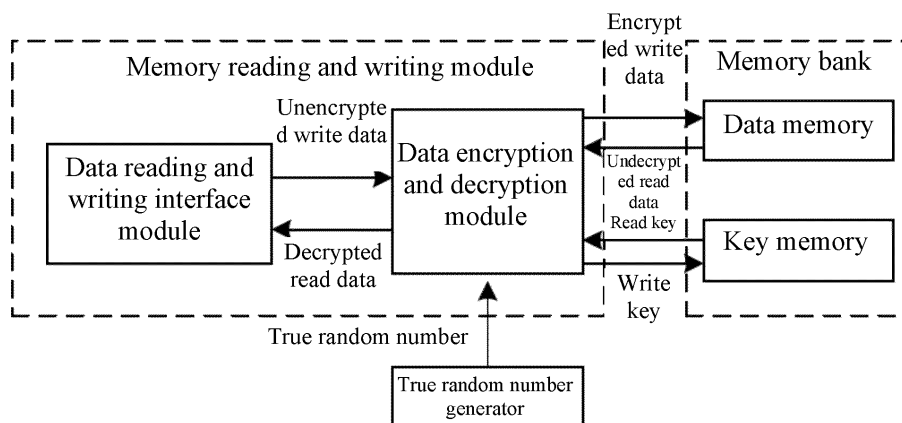 Encrypt
ed write
data
Memory reading and writing module
Memory bank
Unencrypte
d write data
Data reading and
writing interface
module
Data encryption
and decryption
module
Data memory
Undecrypt
ed read
data
Read key
Key memory
Decrypted
read data
Write
key
True random number
True random number
generator